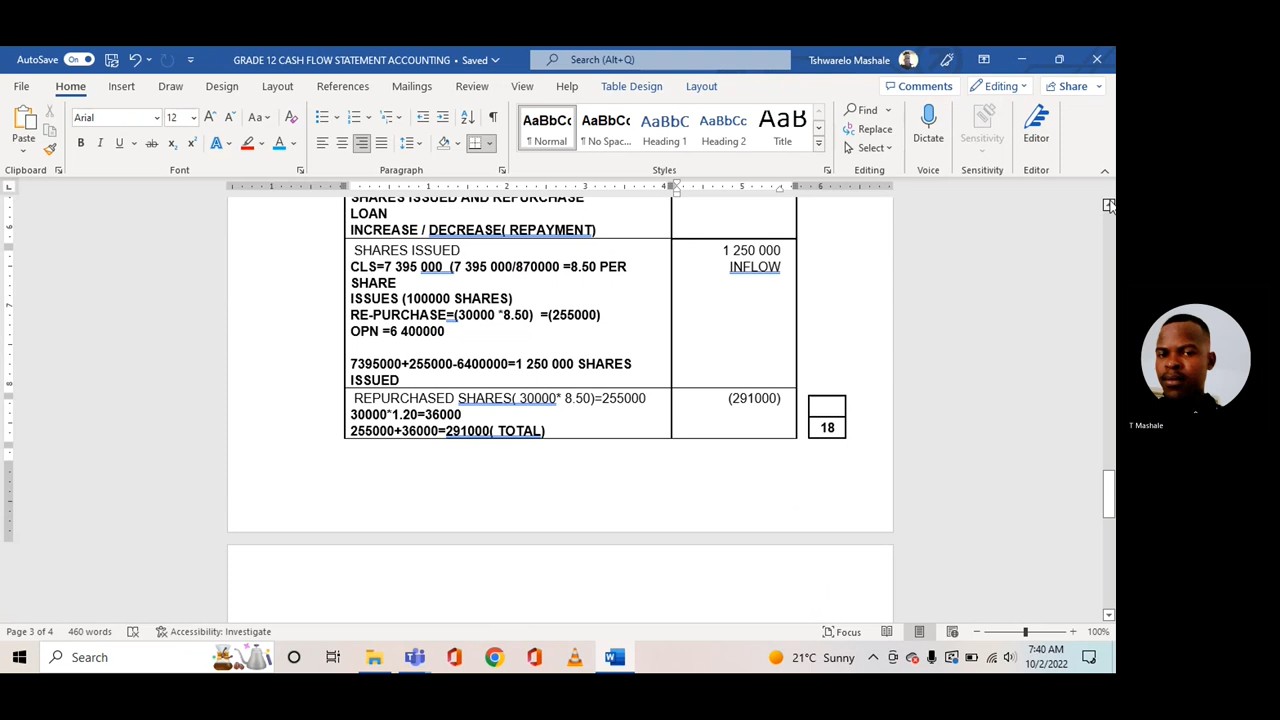 AutoSave On
GRADE 12 CASH FLOW STATEMENT ACCOUNTING - Saved
Search (Alt+Q)
Tshwarelo Mashale
File Home Insert Draw Design Layout References Mailings Review View Help Table Design Layout
Comments Editing Share
Paste
Arial 12
AaBbCc AaBbCc AaBbCc AaBbCc AaB
¶ Normal ¶ No Spac... Heading 1 Heading 2 Title
Find
Replace
Select
Dictate
Sensitivity
Editor
Clipboard Font Paragraph Styles Editing Voice Sensitivity Editor
SHARES ISSUED AND REPURCHASE
LOAN
INCREASE / DECREASE( REPAYMENT)
SHARES ISSUED 1 250 000
CLS=7 395 000 (7 395 000/870000 =8.50 PER INFLOW
SHARE
ISSUES (100000 SHARES)
RE-PURCHASE=(30000 *8.50) =(255000)
OPN =6 400000
7395000+255000-6400000=1 250 000 SHARES
ISSUED
REPURCHASED SHARES( 30000* 8.50)=255000 (291000)
30000*1.20=36000
255000+36000=291000( TOTAL)
18
T Mashale
Page 3 of 4 460 words Accessibility: Investigate Focus 100%
Search
21°C Sunny
7:40 AM
10/2/2022